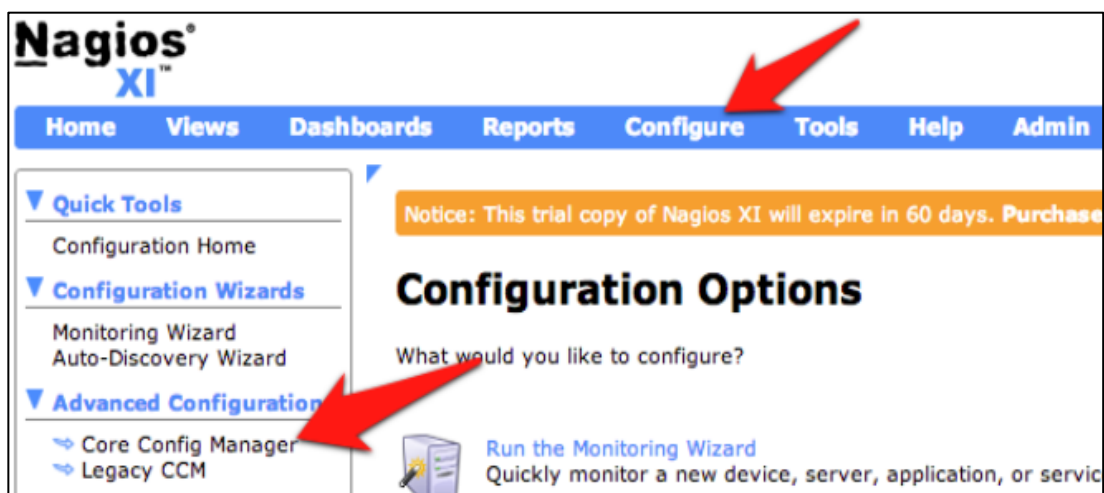 Nagios®
XI™
Home Views Dashboards Reports Configure Tools Help Admin
Quick Tools
Configuration Home
Configuration Wizards
Monitoring Wizard
Auto-Discovery Wizard
Advanced Configuration
Core Config Manager
Legacy CCM
Notice: This trial copy of Nagios XI will expire in 60 days. Purchase
Configuration Options
What would you like to configure?
Run the Monitoring Wizard
Quickly monitor a new device, server, application, or servic